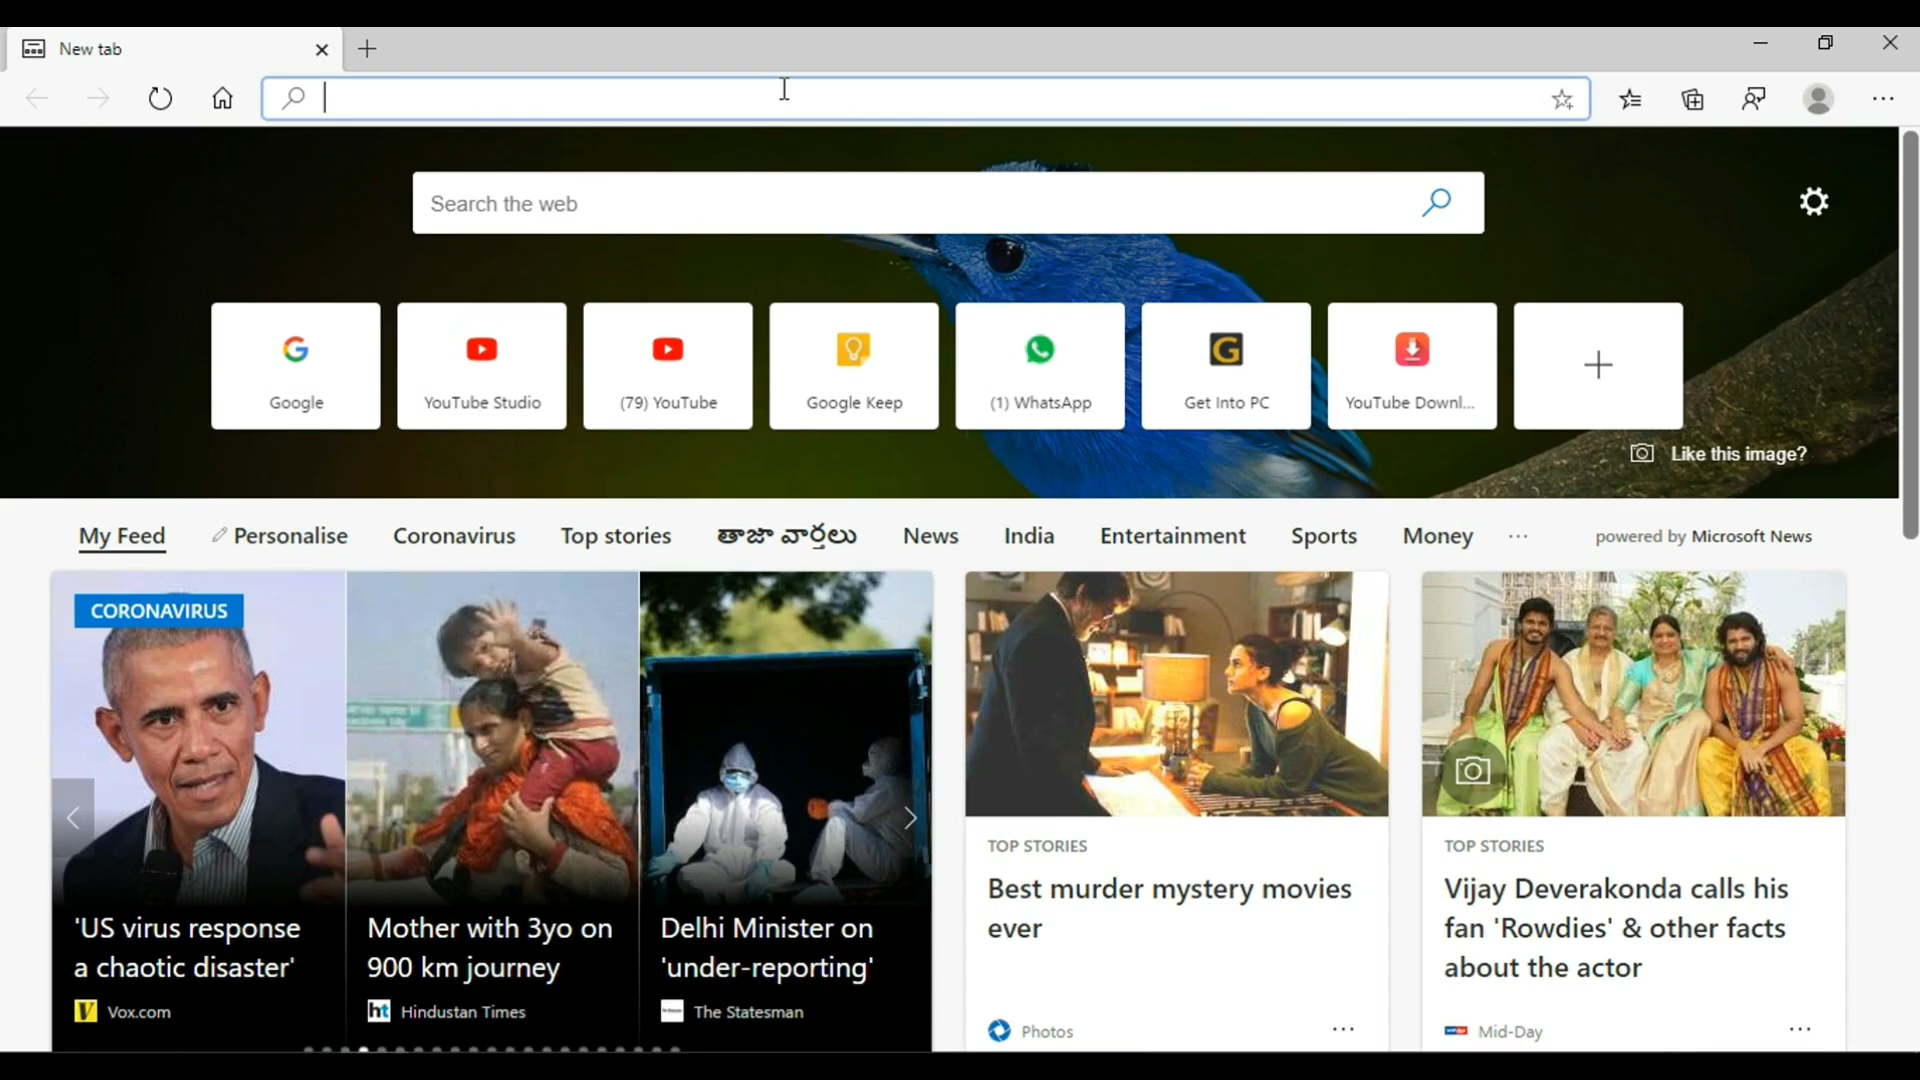 New tab
Search the web
Google
YouTube Studio
(79) YouTube
Google Keep
(1) WhatsApp
Get Into PC
YouTube Downl...
Like this image?
My Feed
Personalise
Coronavirus
Top stories
తాజా వార్తలు
News
India
Entertainment
Sports
Money
powered by Microsoft News
CORONAVIRUS
'US virus response
a chaotic disaster'
Vox.com
Mother with 3yo on
900 km journey
ht Hindustan Times
Delhi Minister on
'under-reporting'
The Statesman
TOP STORIES
Best murder mystery movies
ever
Photos
TOP STORIES
Vijay Deverakonda calls his
fan 'Rowdies' & other facts
about the actor
Mid-Day